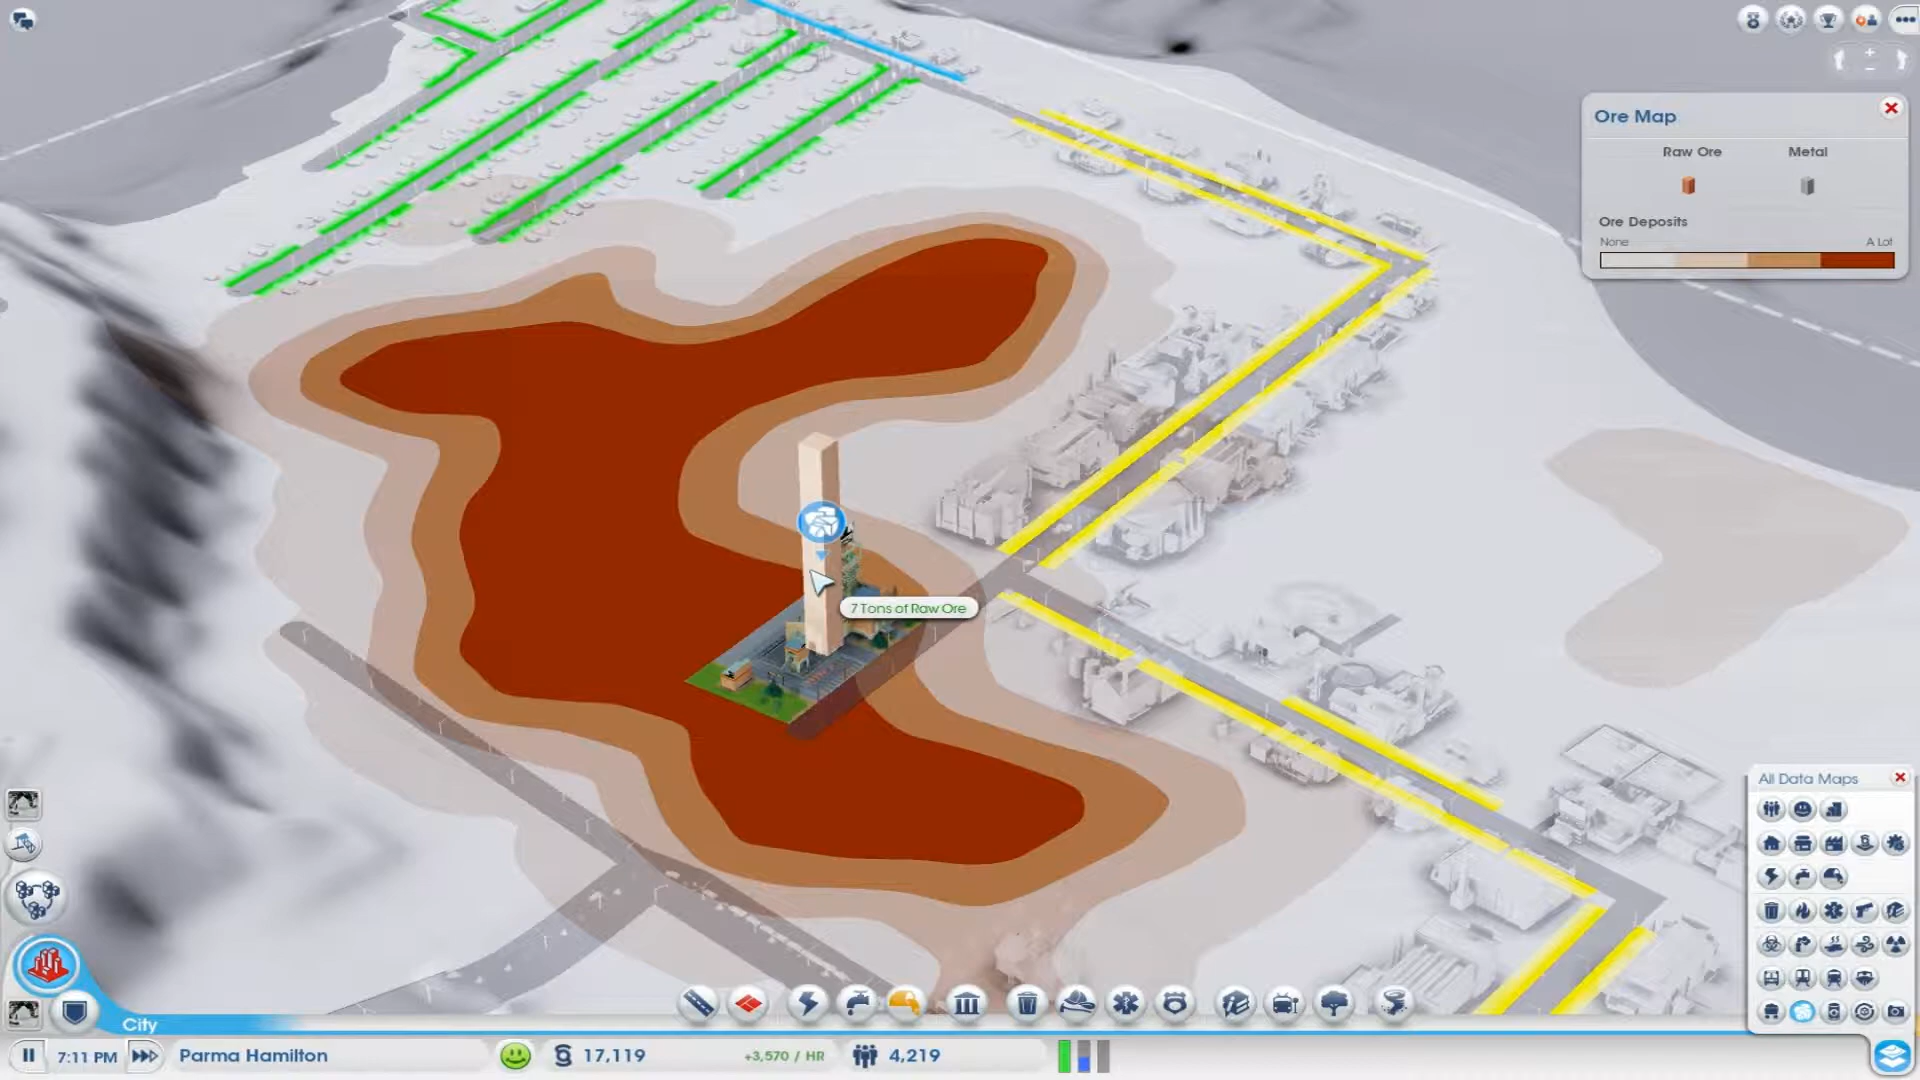 Ore Map
Raw Ore
Metal
Ore Deposits
None
A Lot
7 Tons of Raw Ore
All Data Maps
City
7:11 PM
Parma Hamilton
17,119
+3,570 / HR
4,219